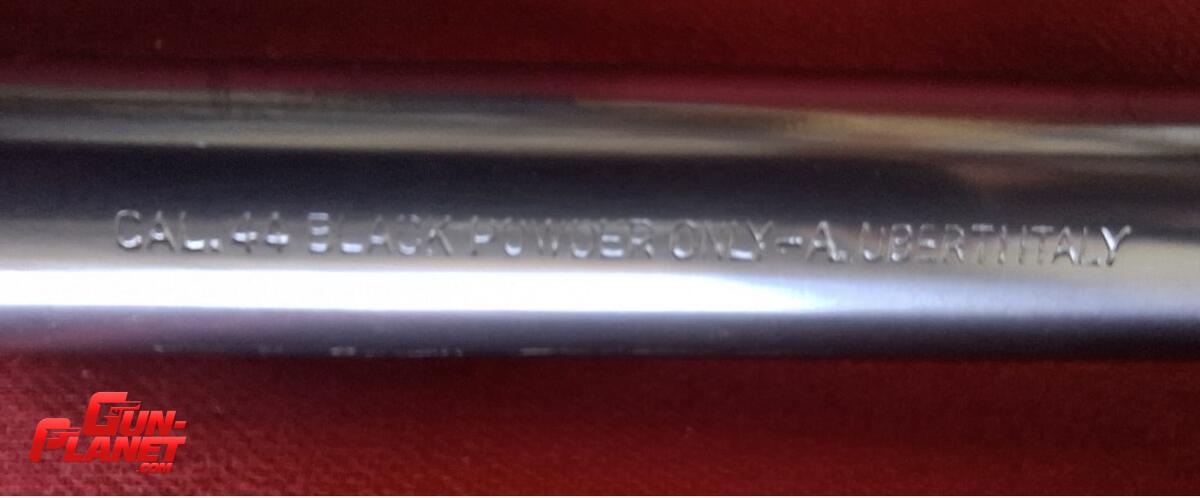 CAL. 44 BLACK POWDER ONLY-A. UBERTI ITALY
GUN-
PLANET
.COM